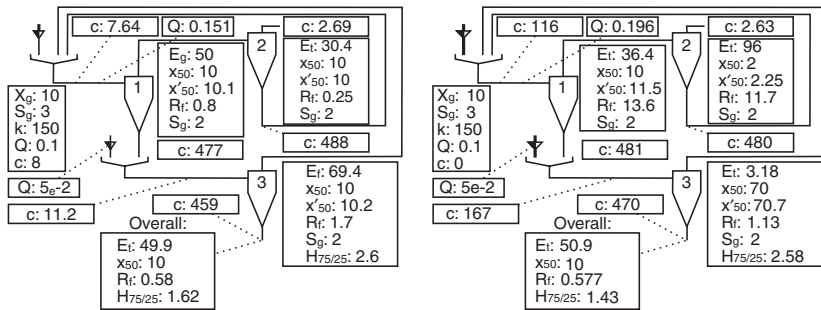 c: 7.64
Q: 0.151
c: 2.69
1
2
Eg: 50
x50: 10
x'50: 10.1
Rf: 0.8
Sg: 2
Et: 30.4
x50: 10
x'50: 10
Rf: 0.25
Sg: 2
Xg: 10
Sg: 3
k: 150
Q: 0.1
c: 8
c: 477
c: 488
Q: 5e-2
c: 11.2
3
c: 459
Ef: 69.4
x50: 10
x'50: 10.2
Rf: 1.7
Sg: 2
H75/25: 2.6
Overall:
Et: 49.9
x50: 10
Rf: 0.58
H75/25: 1.62
c: 116
Q: 0.196
c: 2.63
1
2
Et: 36.4
x50: 10
x'50: 11.5
Rf: 13.6
Sg: 2
Et: 96
x50: 2
x'50: 2.25
Rf: 11.7
Sg: 2
Xg: 10
Sg: 3
k: 150
Q: 0.1
c: 0
c: 481
c: 480
Q: 5e-2
c: 167
3
c: 470
Et: 3.18
x50: 70
x'50: 70.7
Rf: 1.13
Sg: 2
H75/25: 2.58
Overall:
Et: 50.9
x50: 10
Rf: 0.577
H75/25: 1.43